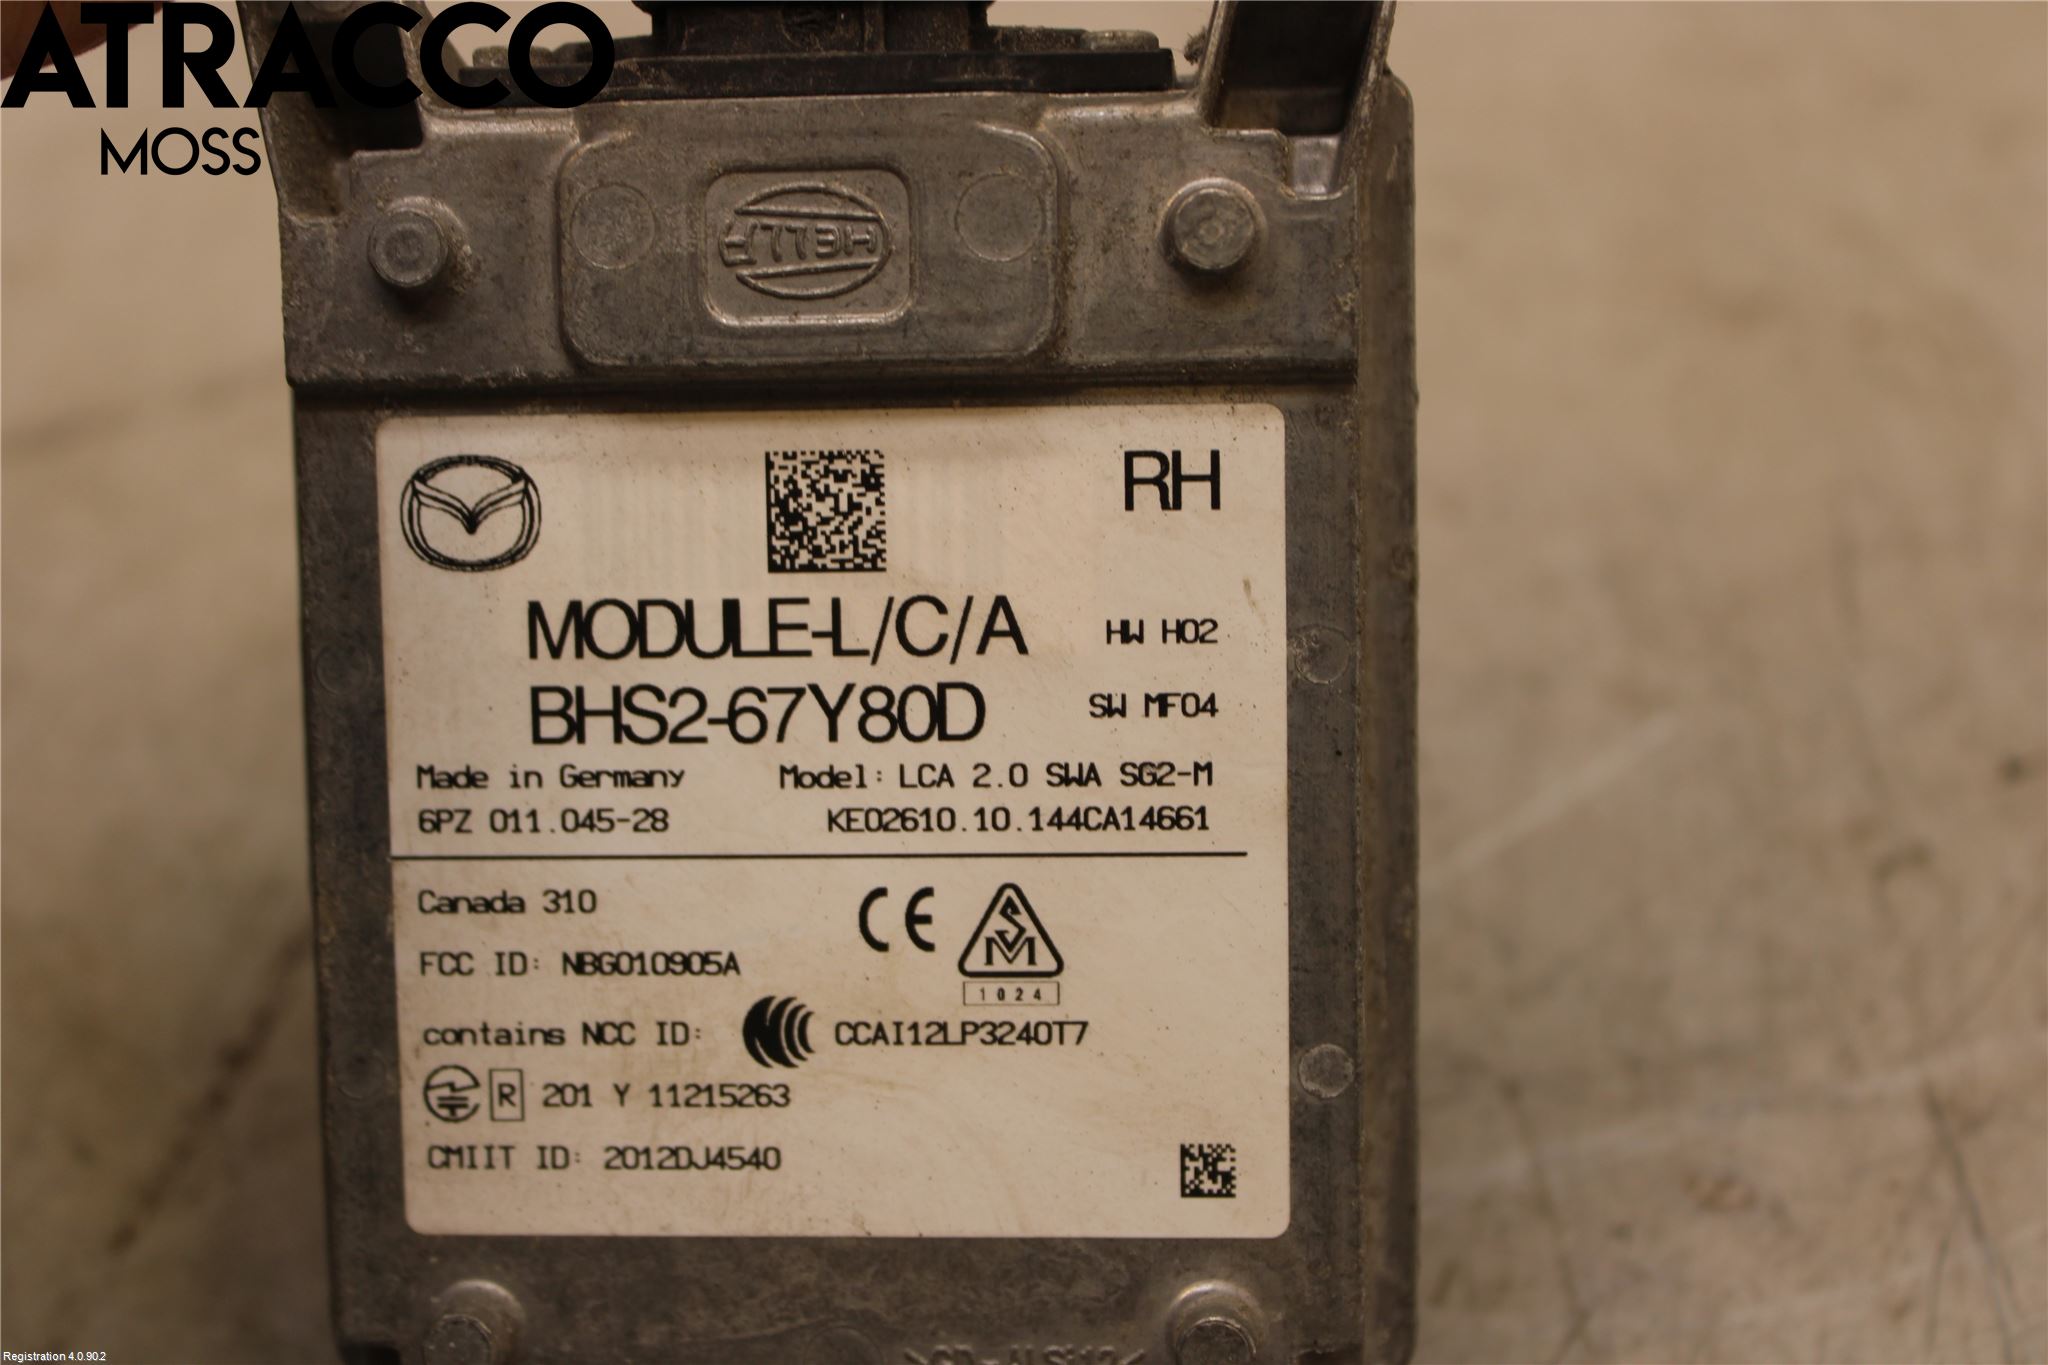 ATRACCO
MOSS
HELLA
RH
MODULE-L/C/A
HW H02
BHS2-67Y80D
SW MF04
Made in Germany
Model: LCA 2.0 SWA SG2-M
6PZ 011.045-28
KE02610.10.144CA14661
Canada 310
CE
SM
1024
FCC ID: NBG010905A
contains NCC ID: CCAI12LP3240T7
R 201 Y 11215263
CMIIT ID: 2012DJ4540
Registration 4.0.90.2